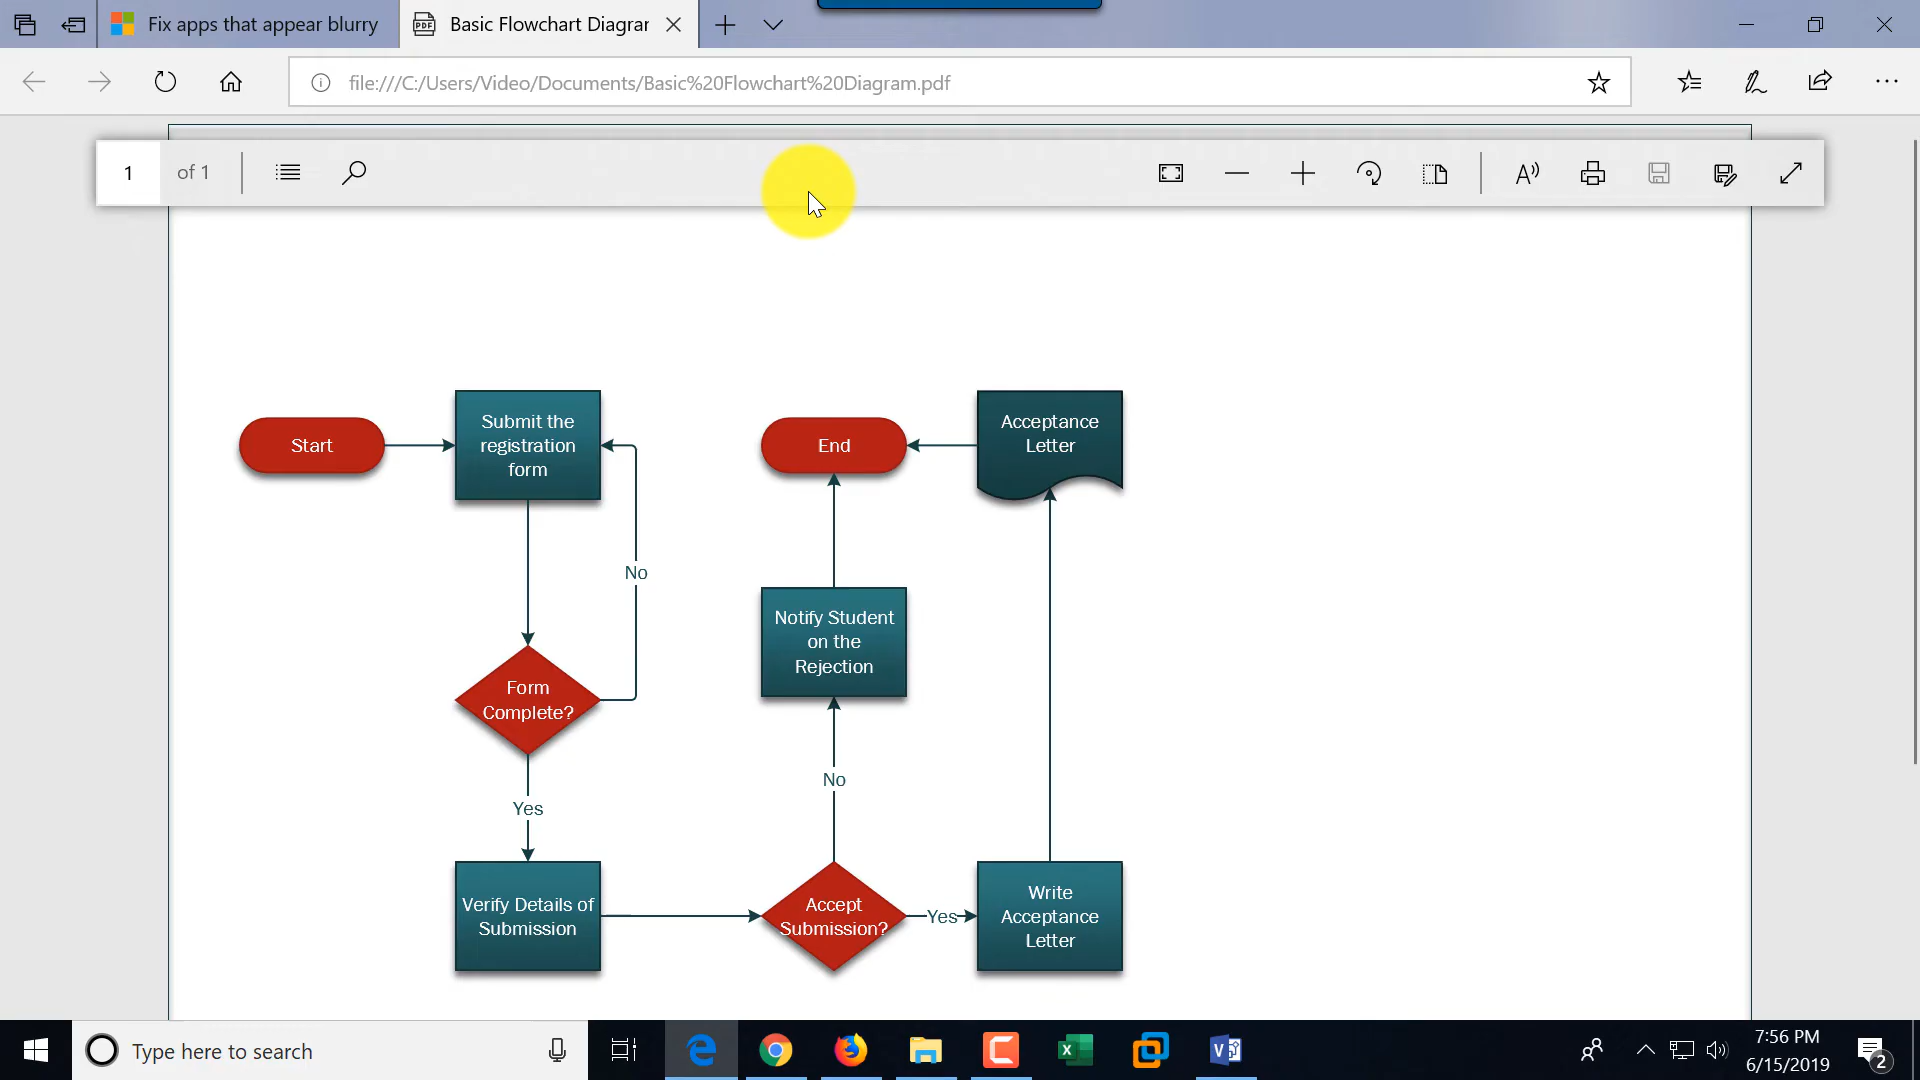 Fix apps that appear blurry
Basic Flowchart Diagrar
file:///C:/Users/Video/Documents/Basic%20Flowchart%20Diagram.pdf
1 of 1
Start
Submit the
registration
form
End
Acceptance
Letter
No
Notify Student
on the
Rejection
Form
Complete?
No
Yes
Verify Details of
Submission
Accept
Submission?
Yes
Write
Acceptance
Letter
Type here to search
7:56 PM
6/15/2019
2